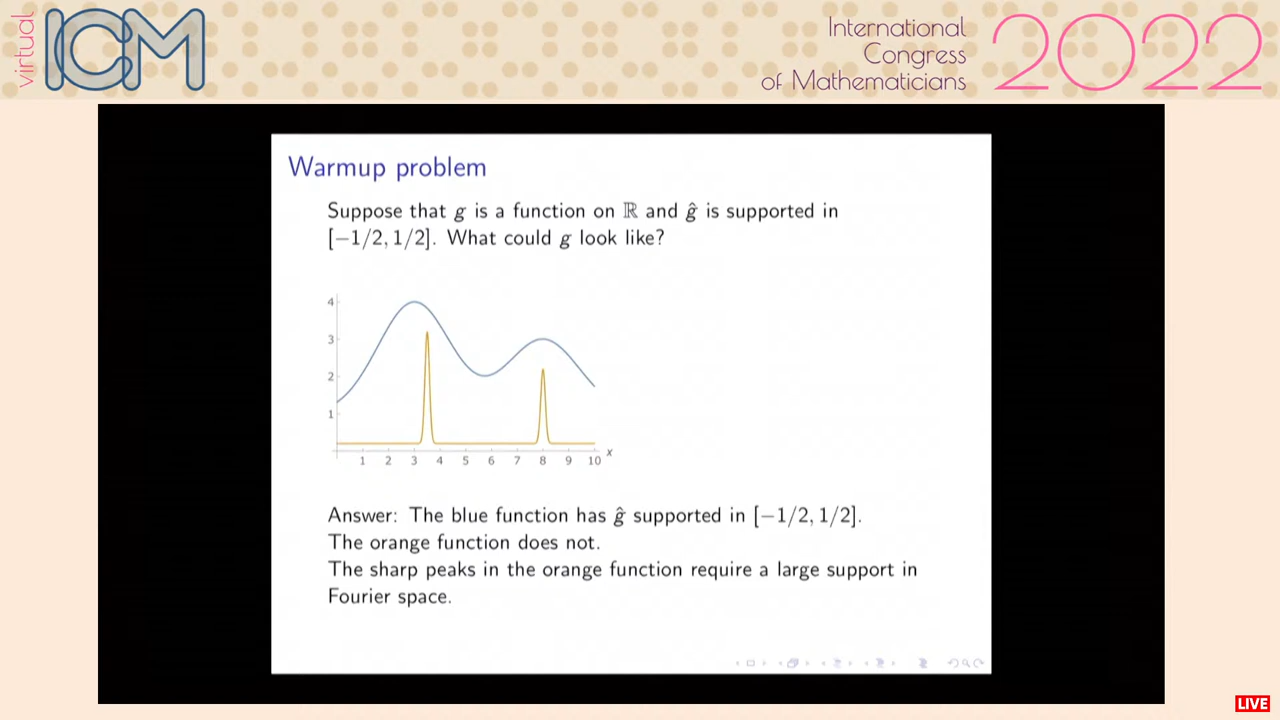 virtual
ICM
International
Congress
of Mathematicians
2022
Warmup problem
Suppose that g is a function on ℝ and ĝ is supported in
[−1/2, 1/2]. What could g look like?
4
3
2
1
1 2 3 4 5 6 7 8 9 10 x
Answer: The blue function has ĝ supported in [−1/2, 1/2].
The orange function does not.
The sharp peaks in the orange function require a large support in
Fourier space.
LIVE